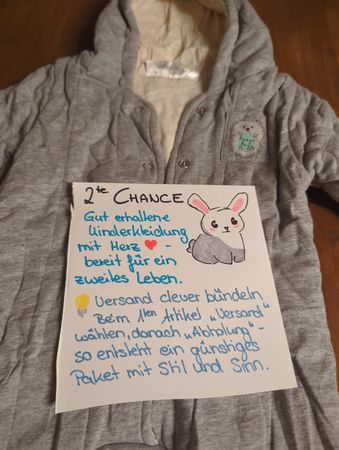 2te CHANCE
Gut erhaltene
Kinderkleidung
mit Herz ❤ -
bereit für ein
zweites Leben.
Versand clever bündeln
Beim 1ten Artikel „Versand"
wählen, danach „Abholung" -
so entsteht ein günstiges
Paket mit Stil und Sinn.